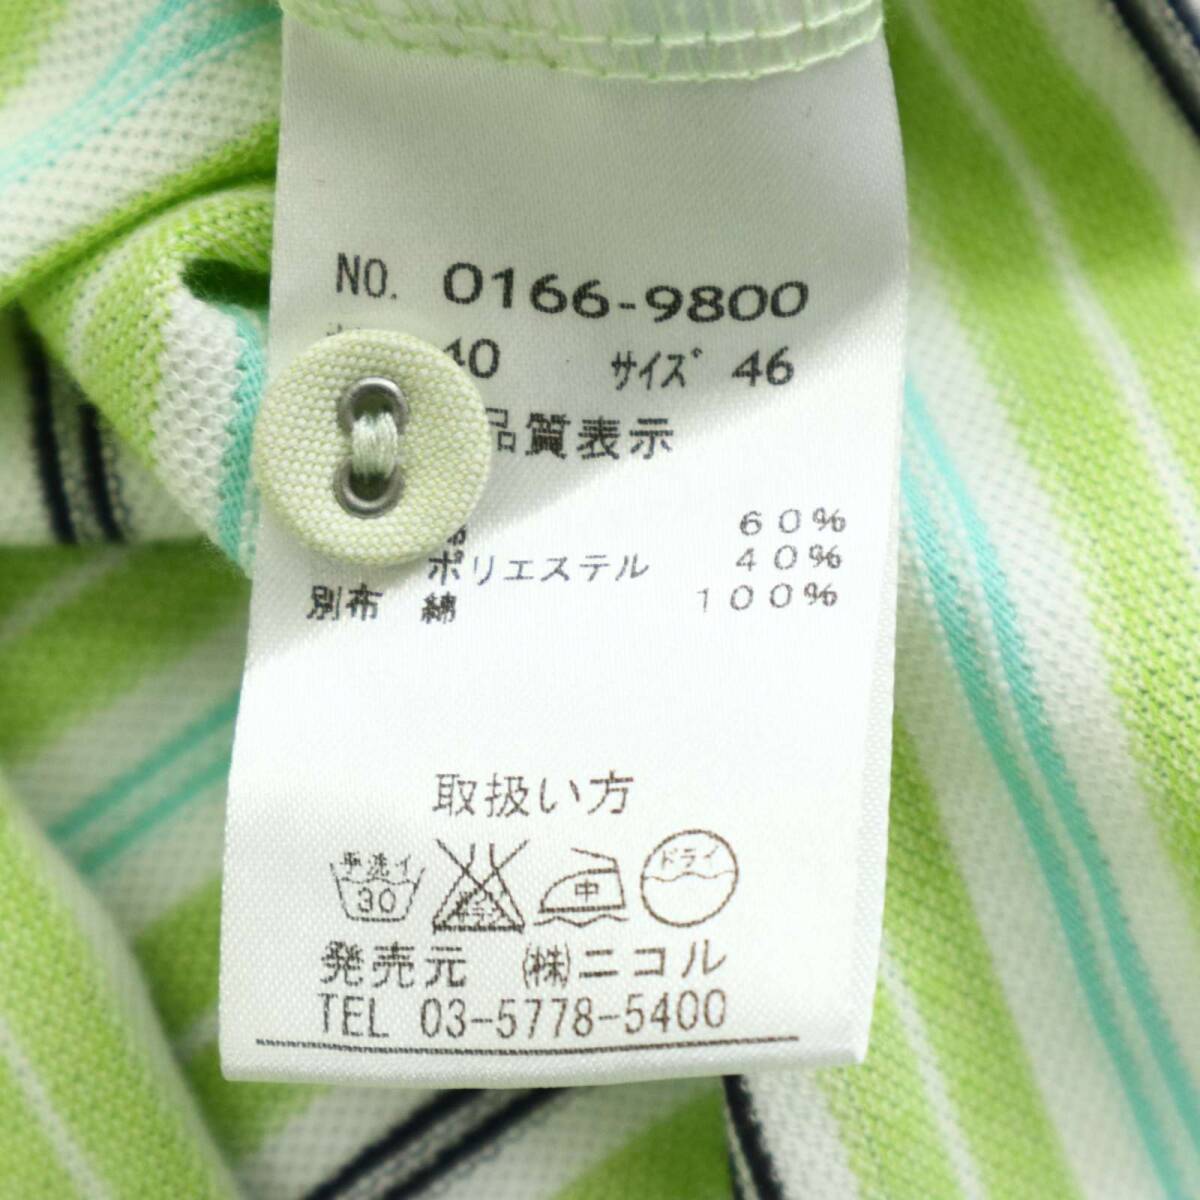 NO. 0166-9800
40 サイズ 46
品質表示
60%
ポリエステル 40%
別布 綿 100%
取扱い方
手洗イ
30
中
ドライ
発売元 (株)ニコル
TEL 03-5778-5400